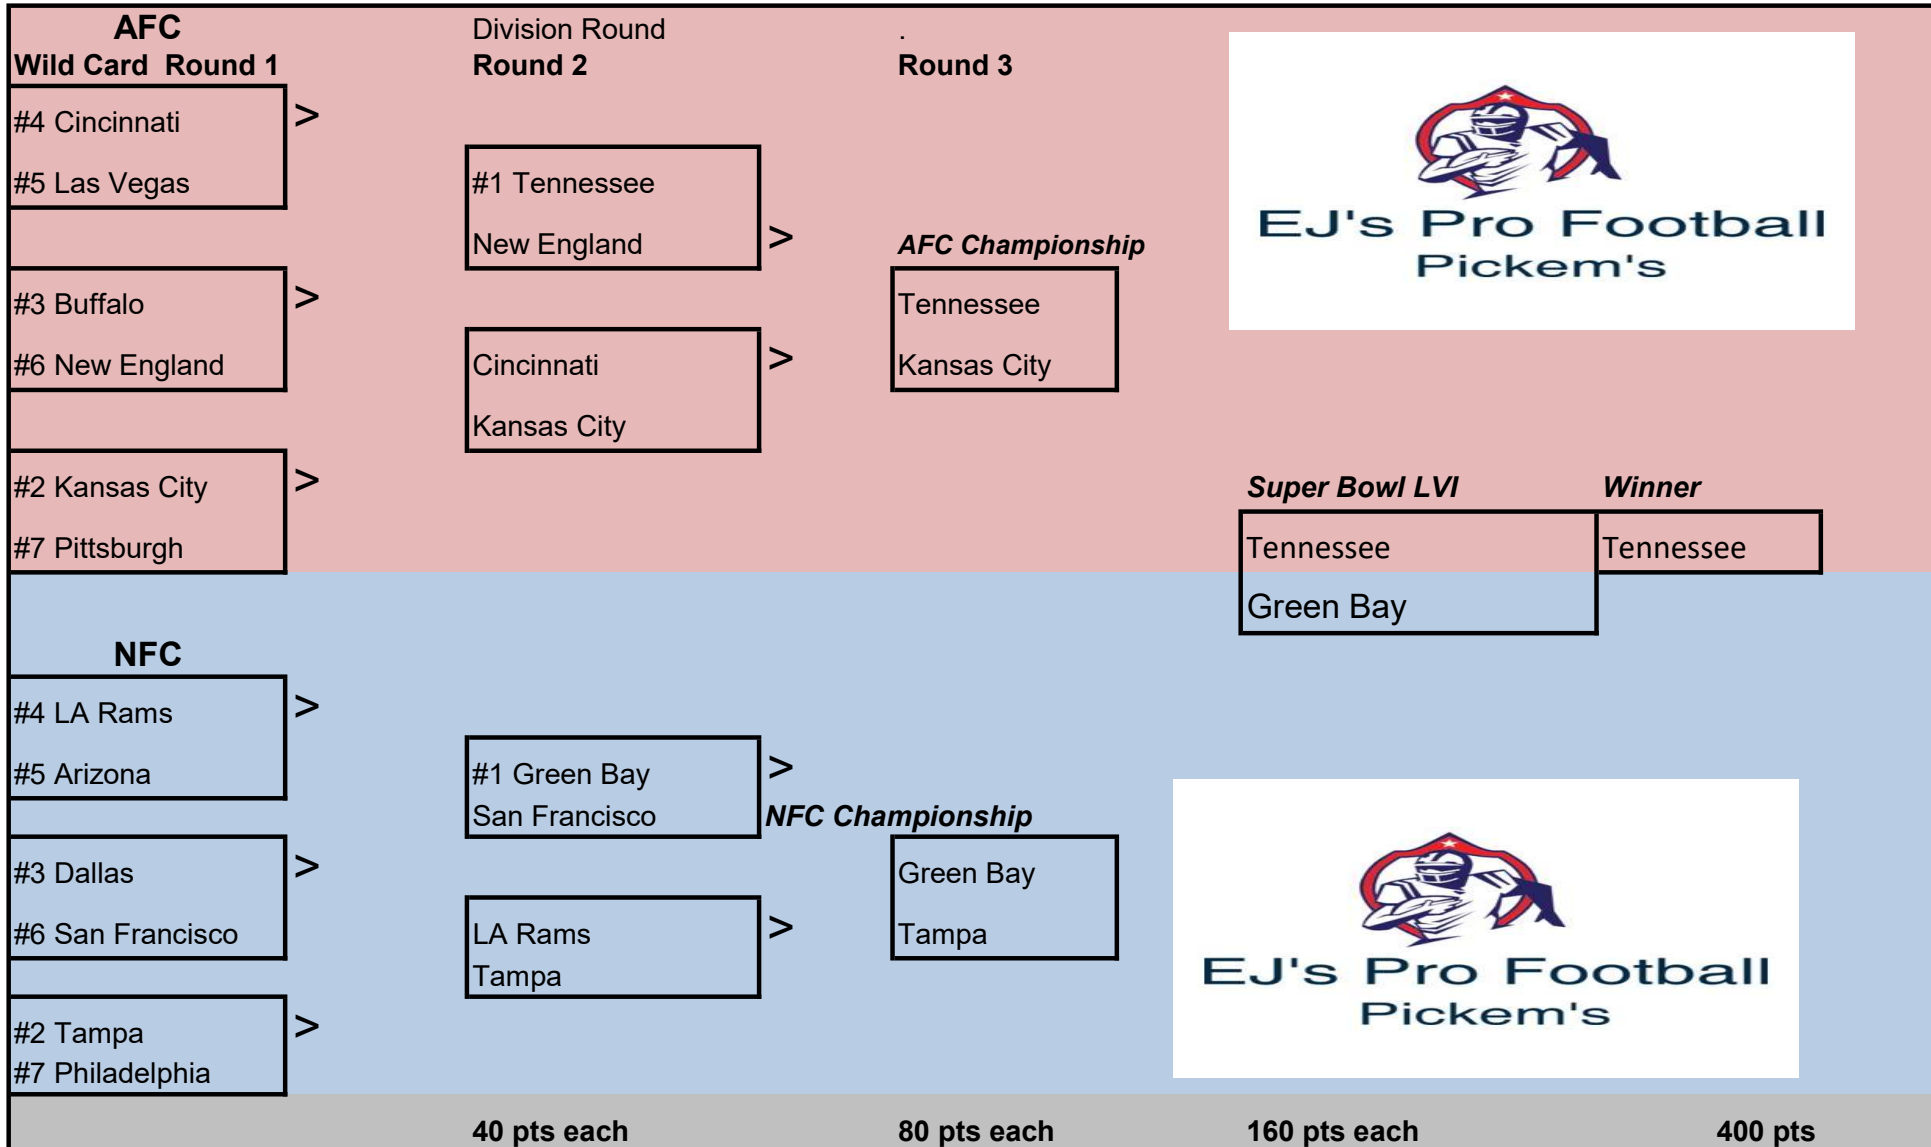 AFC
Division Round
.
Wild Card  Round 1
Round 2
Round 3
#4 Cincinnati
>
#5 Las Vegas
#1 Tennessee
New England
>
AFC Championship
#3 Buffalo
>
Tennessee
#6 New England
Cincinnati
>
Kansas City
Kansas City
#2 Kansas City
>
Super Bowl LVI
Winner
#7 Pittsburgh
Tennessee
Tennessee
Green Bay
EJ's Pro Football
Pickem's
NFC
#4 LA Rams
>
#5 Arizona
#1 Green Bay
>
San Francisco
NFC Championship
#3 Dallas
>
Green Bay
#6 San Francisco
LA Rams
>
Tampa
Tampa
#2 Tampa
>
#7 Philadelphia
EJ's Pro Football
Pickem's
40 pts each
80 pts each
160 pts each
400 pts